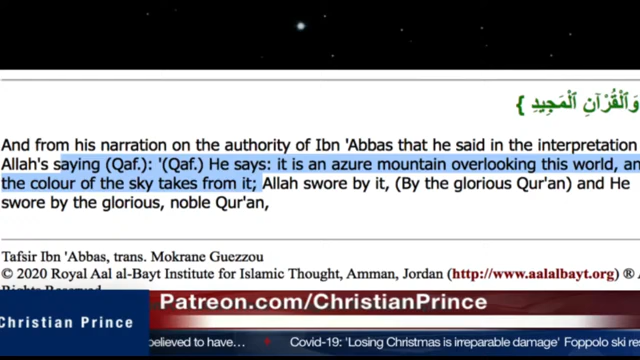 وَٱلْقُرْآنِ ٱلْمَجِيدِ }
And from his narration on the authority of Ibn 'Abbas that he said in the interpretation
Allah's saying (Qaf.): '(Qaf.) He says: it is an azure mountain overlooking this world, an
the colour of the sky takes from it; Allah swore by it, (By the glorious Qur'an) and He
swore by the glorious, noble Qur'an,
Tafsir Ibn 'Abbas, trans. Mokrane Guezzou
© 2020 Royal Aal al-Bayt Institute for Islamic Thought, Amman, Jordan (http://www.aalalbayt.org) ® A
Rights Reserved
Patreon.com/ChristianPrince
Christian Prince
believed to have...
Covid-19: 'Losing Christmas is irreparable damage' Foppolo ski re